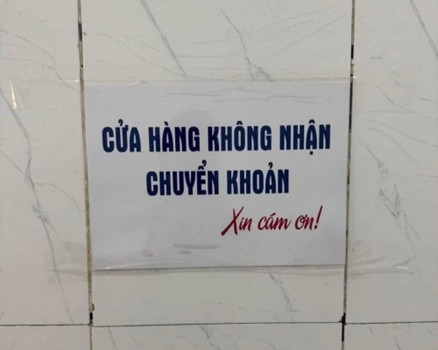 CỬA HÀNG KHÔNG NHẬN
CHUYỂN KHOẢN
Xin cám ơn!